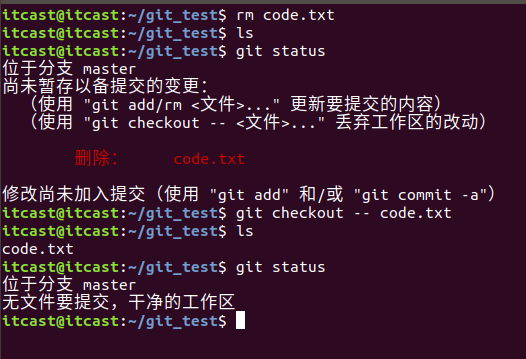 itcast@itcast:~/git_test$ rm code.txt
itcast@itcast:~/git_test$ ls
itcast@itcast:~/git_test$ git status
位于分支 master
尚未暂存以备提交的变更：
（使用 "git add/rm <文件>..." 更新要提交的内容）
（使用 "git checkout -- <文件>..." 丢弃工作区的改动）
删除： code.txt
修改尚未加入提交（使用 "git add" 和/或 "git commit -a"）
itcast@itcast:~/git_test$ git checkout -- code.txt
itcast@itcast:~/git_test$ ls
code.txt
itcast@itcast:~/git_test$ git status
位于分支 master
无文件要提交，干净的工作区
itcast@itcast:~/git_test$